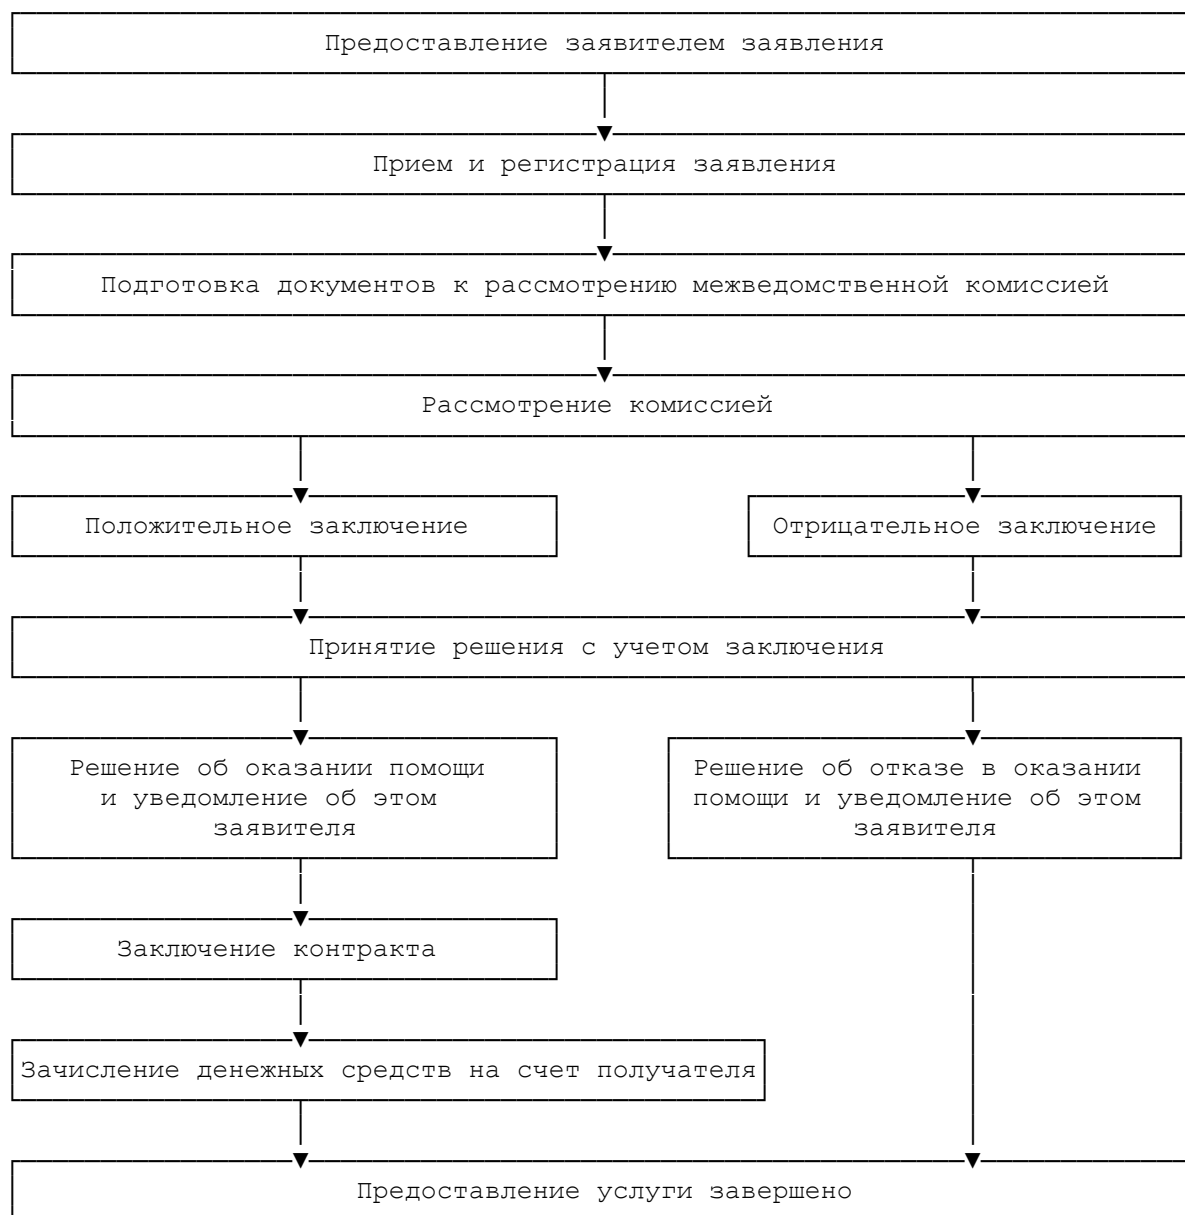 Предоставление заявителем заявления
Прием и регистрация заявления
Подготовка документов к рассмотрению межведомственной комиссией
Рассмотрение комиссией
Положительное заключение
Отрицательное заключение
Принятие решения с учетом заключения
Решение об оказании помощи
и уведомление об этом
заявителя
Решение об отказе в оказании
помощи и уведомление об этом
заявителя
Заключение контракта
Зачисление денежных средств на счет получателя
Предоставление услуги завершено